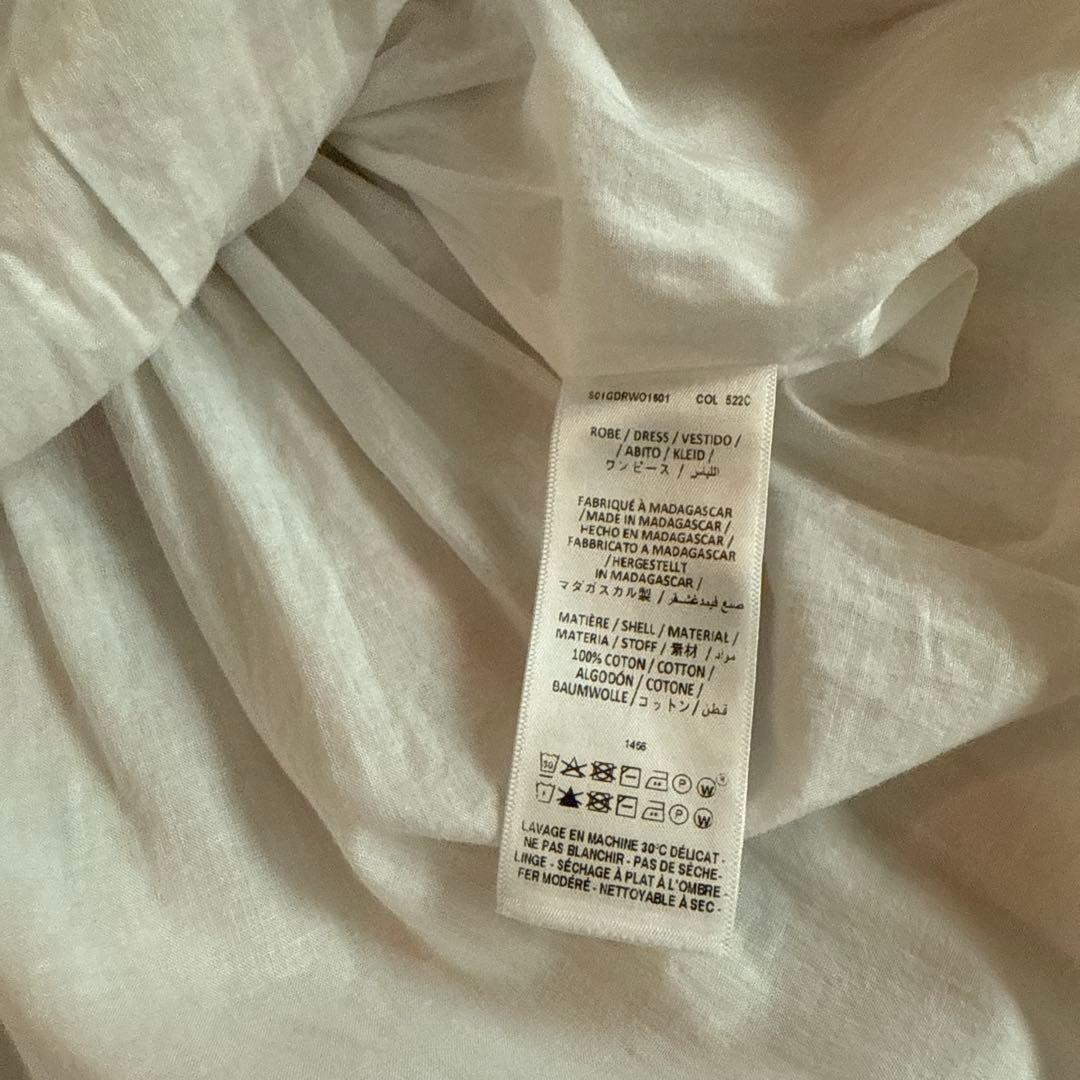 S01GDRWO1601 COL 522C
ROBE / DRESS / VESTIDO /
/ ABITO / KLEID /
ワンピース / اللباس
FABRIQUÉ À MADAGASCAR
/ MADE IN MADAGASCAR /
HECHO EN MADAGASCAR /
FABBRICATO A MADAGASCAR
/ HERGESTELLT
IN MADAGASCAR /
マダガスカル製 / صنع
MATIÈRE / SHELL / MATERIAL /
MATERIA / STOFF / 素材 / مواد
100% COTON / COTTON /
ALGODÓN / COTONE /
BAUMWOLLE / コットン / قطن
1456
30 P W
P W
LAVAGE EN MACHINE 30°C DÉLICAT -
NE PAS BLANCHIR - PAS DE SÈCHE-
LINGE - SÉCHAGE À PLAT À L'OMBRE -
FER MODÉRÉ - NETTOYABLE À SEC -